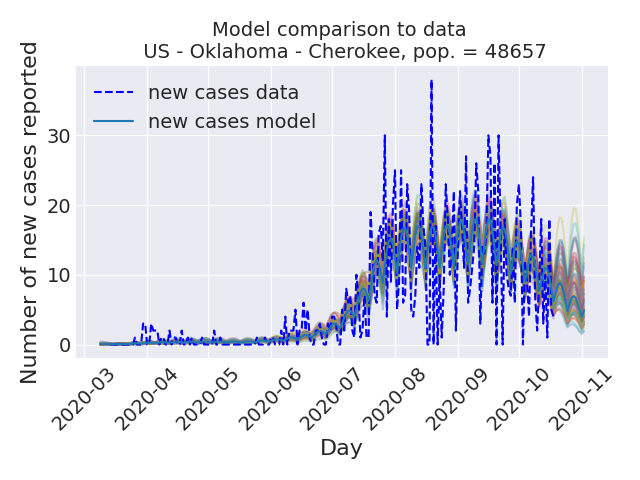 Model comparison to data
US - Oklahoma - Cherokee, pop. = 48657
Number of new cases reported
new cases data
new cases model
30
20
10
0
2020-03
2020-04
2020-05
2020-06
2020-07
2020-08
2020-09
2020-10
2020-11
Day